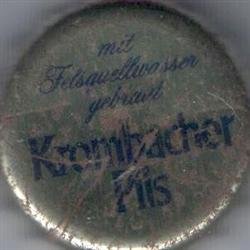 mit
Felsquellwasser
gebraut
Krombacher
Pils